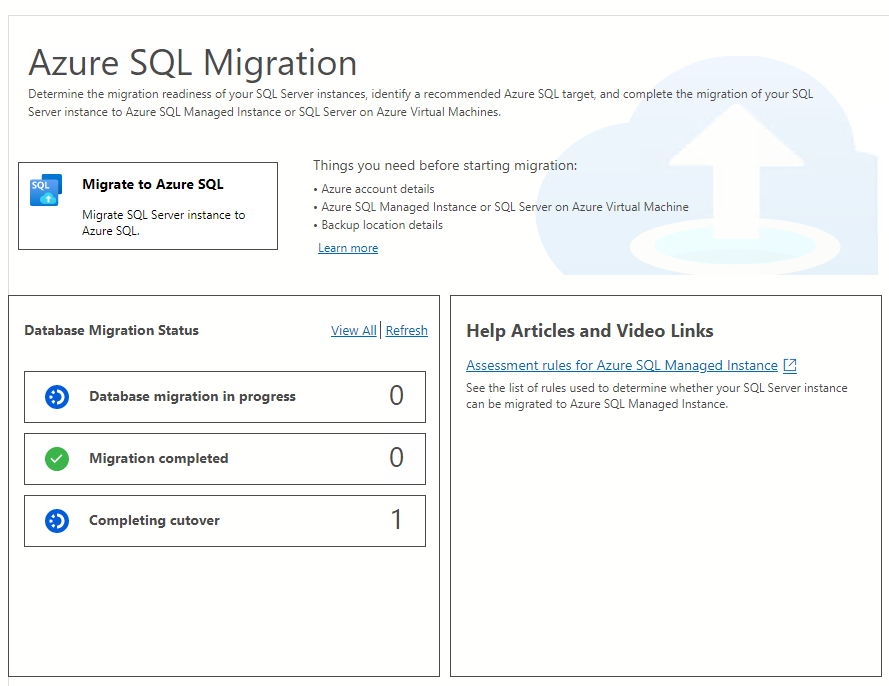 Azure SQL Migration
Determine the migration readiness of your SQL Server instances, identify a recommended Azure SQL target, and complete the migration of your SQL
Server instance to Azure SQL Managed Instance or SQL Server on Azure Virtual Machines.
SQL
Migrate to Azure SQL
Migrate SQL Server instance to
Azure SQL.
Things you need before starting migration:
• Azure account details
• Azure SQL Managed Instance or SQL Server on Azure Virtual Machine
• Backup location details
Learn more
Database Migration Status
View All | Refresh
Database migration in progress 0
Migration completed 0
Completing cutover 1
Help Articles and Video Links
Assessment rules for Azure SQL Managed Instance
See the list of rules used to determine whether your SQL Server instance
can be migrated to Azure SQL Managed Instance.